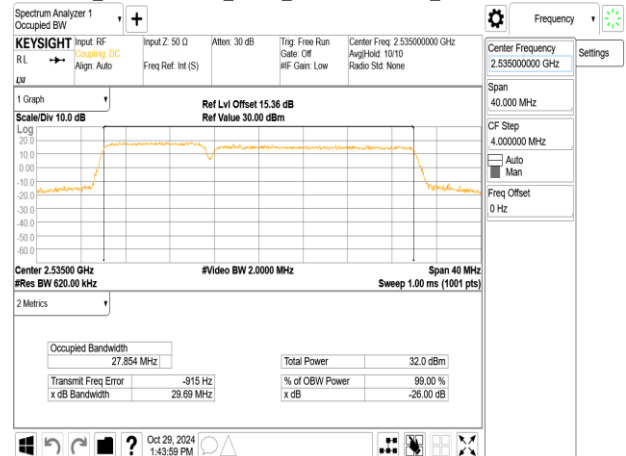 Spectrum Analyzer 1
Occupied BW
Frequency
KEYSIGHT
Input: RF
Coupling: DC
Align: Auto
Input Z: 50 Ω
Freq Ref: Int (S)
Atten: 30 dB
Trig: Free Run
Gate: Off
#IF Gain: Low
Center Freq: 2.535000000 GHz
Avg|Hold: 10/10
Radio Std: None
RL
LXI
Center Frequency
2.535000000 GHz
Settings
Span
40.000 MHz
CF Step
4.000000 MHz
Auto
Man
Freq Offset
0 Hz
1 Graph
Scale/Div 10.0 dB
Ref Lvl Offset 15.36 dB
Ref Value 30.00 dBm
Log
20.0
10.0
0.00
-10.0
-20.0
-30.0
-40.0
-50.0
-60.0
Center 2.53500 GHz
#Video BW 2.0000 MHz
Span 40 MHz
#Res BW 620.00 kHz
Sweep 1.00 ms (1001 pts)
2 Metrics
Occupied Bandwidth
27.854 MHz
Total Power 32.0 dBm
Transmit Freq Error -915 Hz
% of OBW Power 99.00 %
x dB Bandwidth 29.69 MHz
x dB -26.00 dB
?
Oct 29, 2024
1:43:59 PM